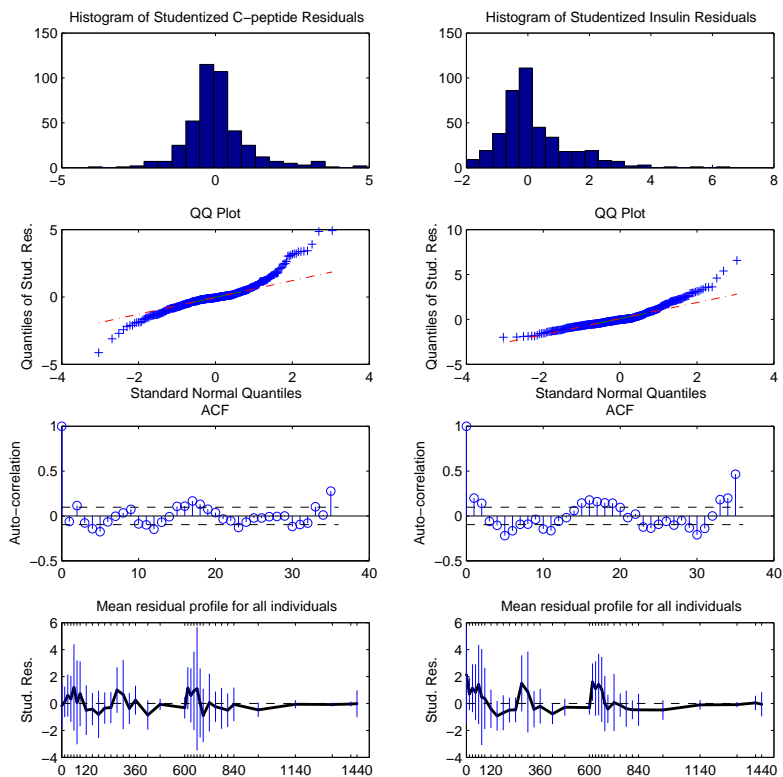 Histogram of Studentized C-peptide Residuals
150
100
50
0
−5 0 5
Histogram of Studentized Insulin Residuals
150
100
50
0
−2 0 2 4 6 8
QQ Plot
Quantiles of Stud. Res.
5
0
−5
−4 −2 0 2 4
Standard Normal Quantiles
QQ Plot
Quantiles of Stud. Res.
10
5
0
−5
−4 −2 0 2 4
Standard Normal Quantiles
ACF
Auto−correlation
1
0.5
0
−0.5
0 10 20 30 40
ACF
Auto−correlation
1
0.5
0
−0.5
0 10 20 30 40
Mean residual profile for all individuals
Stud. Res.
6
4
2
0
−2
−4
0 120 360 600 840 1140 1440
Mean residual profile for all individuals
Stud. Res.
6
4
2
0
−2
−4
0 120 360 600 840 1140 1440